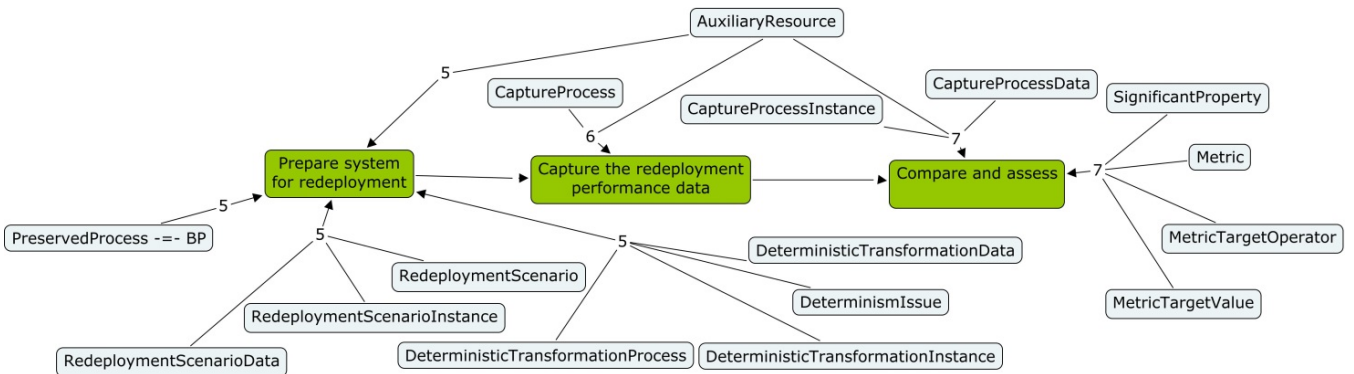 AuxiliaryResource
5
CaptureProcess
CaptureProcessData
SignificantProperty
CaptureProcessInstance
6
7
Prepare system
for redeployment
Capture the redeployment
performance data
Compare and assess
Metric
7
5
PreservedProcess -=- BP
5
5
MetricTargetOperator
DeterministicTransformationData
RedeploymentScenario
DeterminismIssue
MetricTargetValue
RedeploymentScenarioInstance
RedeploymentScenarioData
DeterministicTransformationProcess
DeterministicTransformationInstance